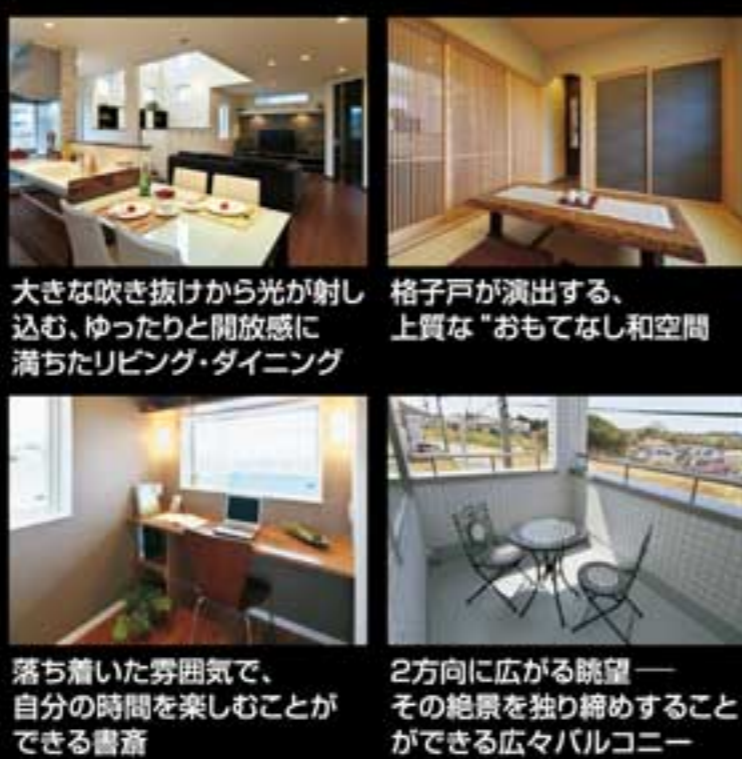 大きな吹き抜けから光が射し
込む、ゆったりと開放感に
満ちたリビング・ダイニング
格子戸が演出する、
上質な "おもてなし和空間
落ち着いた雰囲気で、
自分の時間を楽しむことが
できる書斎
2方向に広がる眺望──
その絶景を独り締めすること
ができる広々バルコニー